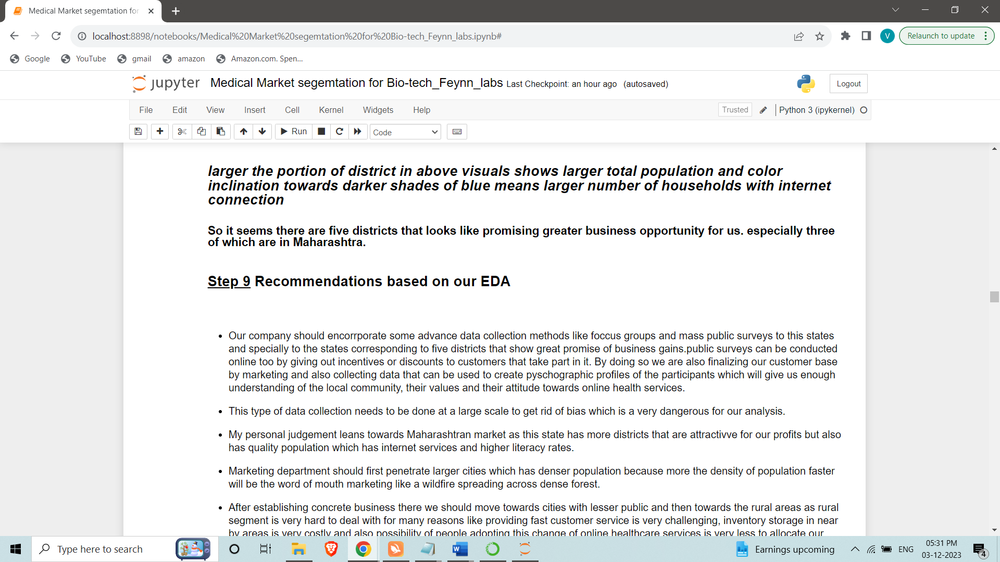 Medical Market segemtation for
localhost:8898/notebooks/Medical%20Market%20segemtation%20for%20Bio-tech_Feynn_labs.ipynb#
V
Relaunch to update
Google
YouTube
gmail
amazon
Amazon.com. Spen...
jupyter
Medical Market segemtation for Bio-tech_Feynn_labs Last Checkpoint: an hour ago (autosaved)
Logout
File Edit View Insert Cell Kernel Widgets Help
Trusted
Python 3 (ipykernel)
Run
Code
larger the portion of district in above visuals shows larger total population and color
inclination towards darker shades of blue means larger number of households with internet
connection
So it seems there are five districts that looks like promising greater business opportunity for us. especially three
of which are in Maharashtra.
Step 9 Recommendations based on our EDA
• Our company should encorrporate some advance data collection methods like foccus groups and mass public surveys to this states
and specially to the states corresponding to five districts that show great promise of business gains.public surveys can be conducted
online too by giving out incentives or discounts to customers that take part in it. By doing so we are also finalizing our customer base
by marketing and also collecting data that can be used to create pyschographic profiles of the participants which will give us enough
understanding of the local community, their values and their attitude towards online health services.
• This type of data collection needs to be done at a large scale to get rid of bias which is a very dangerous for our analysis.
• My personal judgement leans towards Maharashtran market as this state has more districts that are attractivve for our profits but also
has quality population which has internet services and higher literacy rates.
• Marketing department should first penetrate larger cities which has denser population because more the density of population faster
will be the word of mouth marketing like a wildfire spreading across dense forest.
• After establishing concrete business there we should move towards cities with lesser public and then towards the rural areas as rural
segment is very hard to deal with for many reasons like providing fast customer service is very challenging, inventory storage in near
by areas is very costly and also possibility of people adopting this change of online healthcare services is very less to allocate our
Type here to search
Earnings upcoming
ENG
05:31 PM
03-12-2023
4